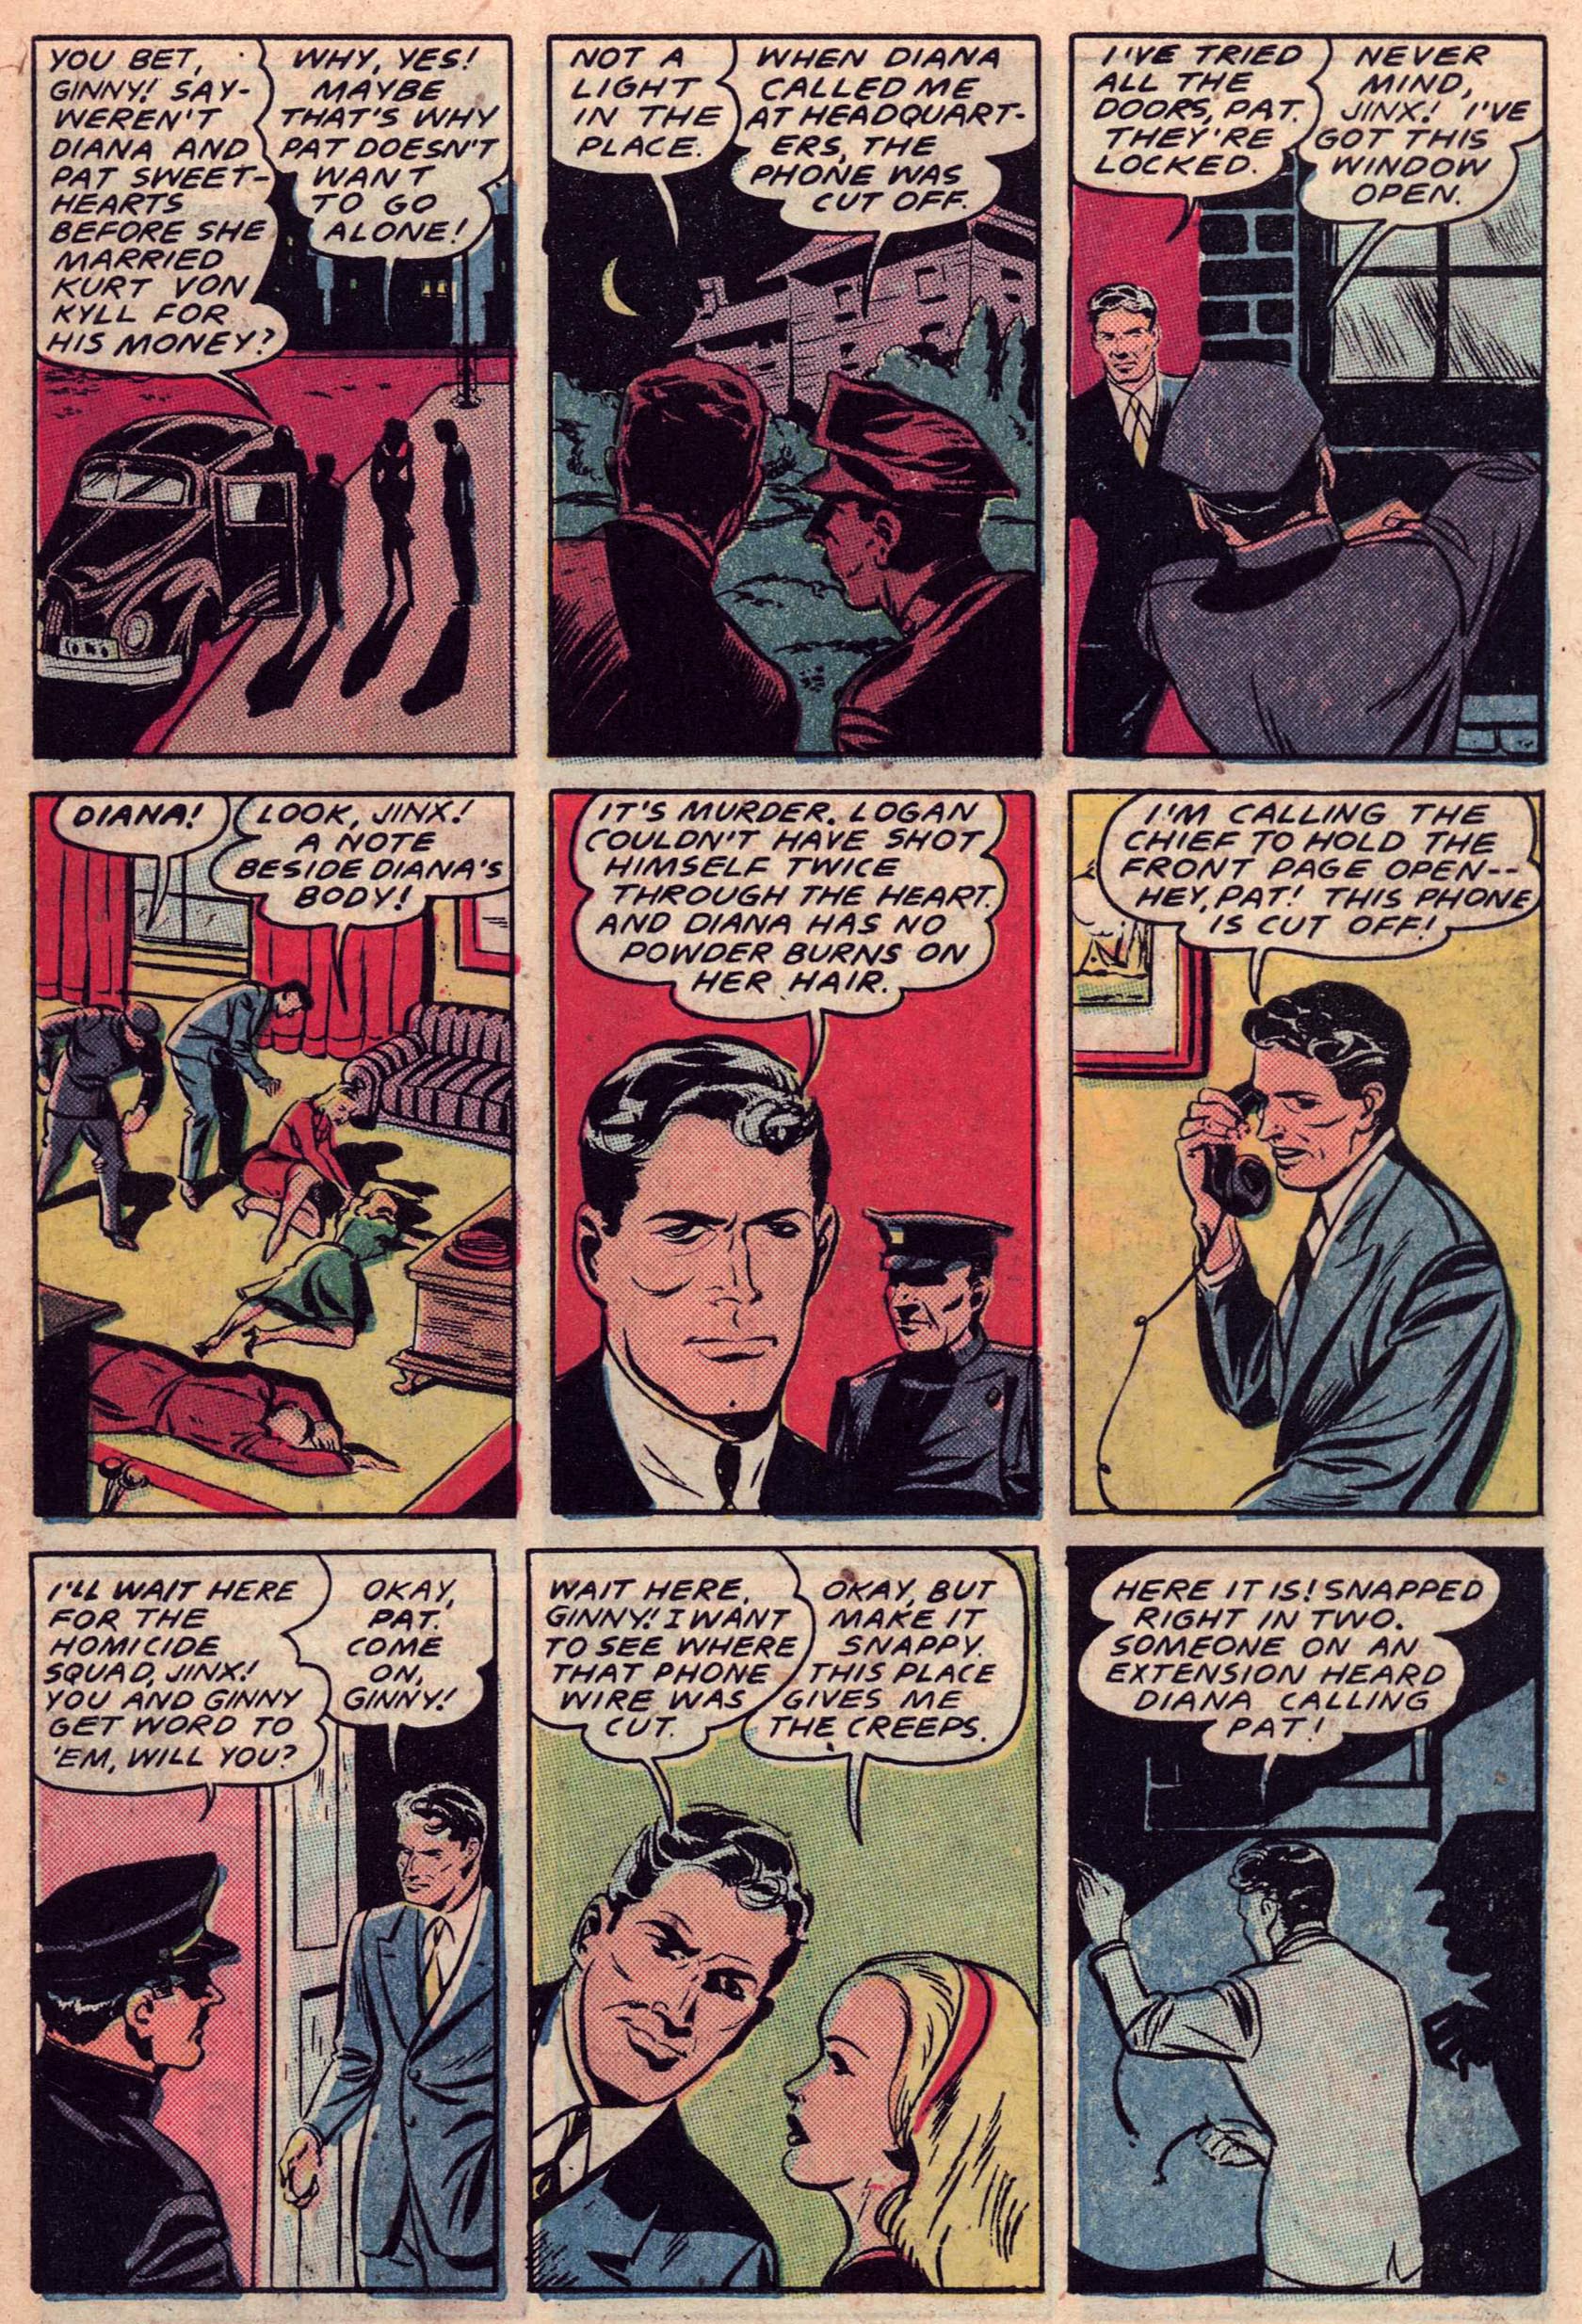 YOU BET,
GINNY! SAY-
WEREN'T
DIANA AND
PAT SWEET-
HEARTS
BEFORE SHE
MARRIED
KURT VON
KYLL FOR
HIS MONEY?
WHY, YES!
MAYBE
THAT'S WHY
PAT DOESN'T
WANT
TO GO
ALONE!
NOT A
LIGHT
IN THE
PLACE.
WHEN DIANA
CALLED ME
AT HEADQUART-
ERS, THE
PHONE WAS
CUT OFF.
I'VE TRIED
ALL THE
DOORS, PAT.
THEY'RE
LOCKED.
NEVER
MIND,
JINX! I'VE
GOT THIS
WINDOW
OPEN.
DIANA!
LOOK, JINX!
A NOTE
BESIDE DIANA'S
BODY!
IT'S MURDER. LOGAN
COULDN'T HAVE SHOT
HIMSELF TWICE
THROUGH THE HEART.
AND DIANA HAS NO
POWDER BURNS ON
HER HAIR.
I'M CALLING THE
CHIEF TO HOLD THE
FRONT PAGE OPEN--
HEY, PAT! THIS PHONE
IS CUT OFF!
I'LL WAIT HERE
FOR THE
HOMICIDE
SQUAD, JINX!
YOU AND GINNY
GET WORD TO
'EM, WILL YOU?
OKAY,
PAT.
COME
ON,
GINNY!
WAIT HERE,
GINNY! I WANT
TO SEE WHERE
THAT PHONE
WIRE WAS
CUT.
OKAY, BUT
MAKE IT
SNAPPY.
THIS PLACE
GIVES ME
THE CREEPS.
HERE IT IS! SNAPPED
RIGHT IN TWO.
SOMEONE ON AN
EXTENSION HEARD
DIANA CALLING
PAT!